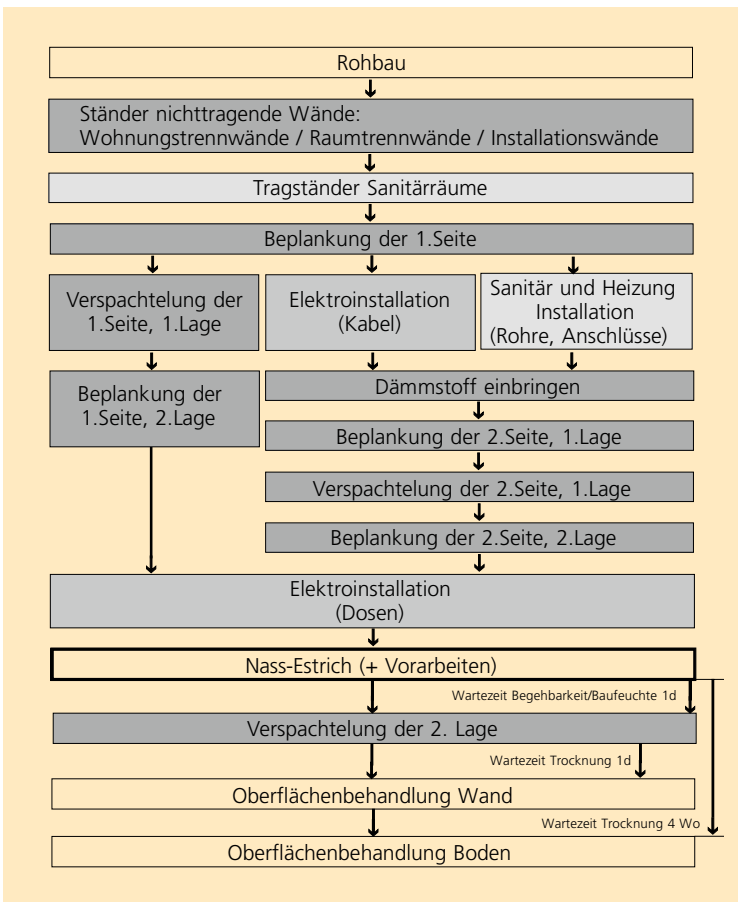 Rohbau
Ständer nichttragende Wände:
Wohnungstrennwände / Raumtrennwände / Installationswände
Tragständer Sanitärräume
Beplankung der 1.Seite
Verspachtelung der
1.Seite, 1.Lage
Elektroinstallation
(Kabel)
Sanitär und Heizung
Installation
(Rohre, Anschlüsse)
Beplankung der
1.Seite, 2.Lage
Dämmstoff einbringen
Beplankung der 2.Seite, 1.Lage
Verspachtelung der 2.Seite, 1.Lage
Beplankung der 2.Seite, 2.Lage
Elektroinstallation
(Dosen)
Nass-Estrich (+ Vorarbeiten)
Wartezeit Begehbarkeit/Baufeuchte 1d
Verspachtelung der 2. Lage
Wartezeit Trocknung 1d
Oberflächenbehandlung Wand
Wartezeit Trocknung 4 Wo
Oberflächenbehandlung Boden